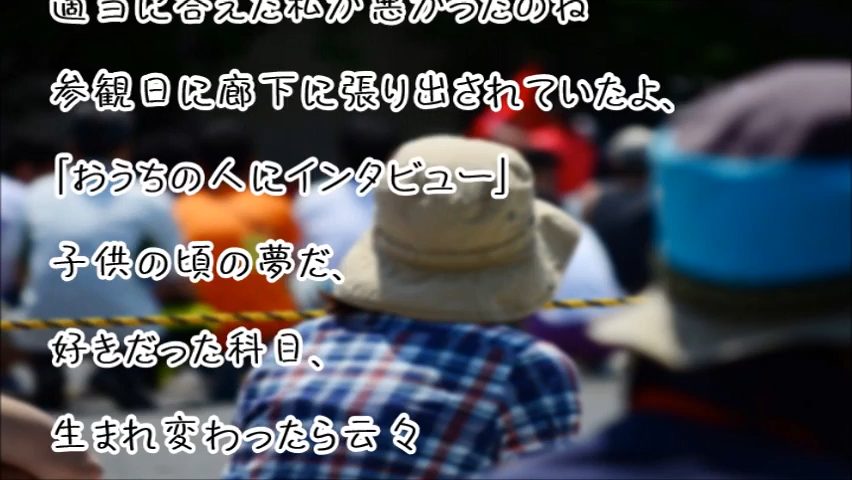 適当に答えた私が悪かったのね
参観日に廊下に張り出されていたよ、
「おうちの人にインタビュー」
子供の頃の夢だ、
好きだった科目、
生まれ変わったら云々